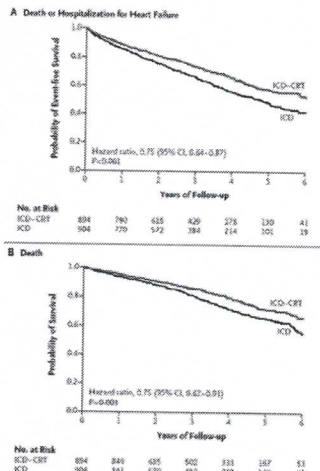 A Death or Hospitalization for Heart Failure
Probability of Event-free Survival
1.0
0.8
0.6
0.4
0.2
0.0
ICD-CRT
ICD
Hazard ratio, 0.75 (95% CI, 0.64–0.87)
P<0.001
0 1 2 3 4 5 6
Years of Follow-up
No. at Risk
ICD-CRT 894 790 625 429 278 130 41
ICD 904 770 572 384 214 101 19
B Death
Probability of Survival
1.0
0.8
0.6
0.4
0.2
0.0
ICD-CRT
ICD
Hazard ratio, 0.75 (95% CI, 0.62–0.91)
P=0.003
0 1 2 3 4 5 6
Years of Follow-up
No. at Risk
ICD-CRT 894 502 333 167
ICD 904